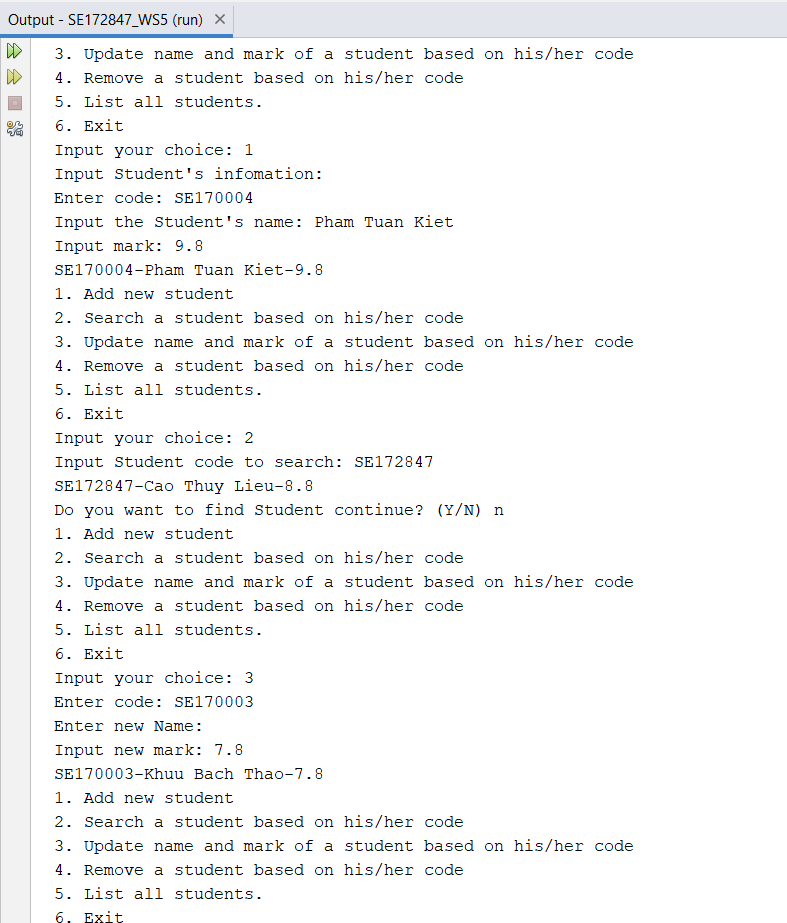 Output - SE172847_WS5 (run) ×
3. Update name and mark of a student based on his/her code
4. Remove a student based on his/her code
5. List all students.
6. Exit
Input your choice: 1
Input Student's infomation:
Enter code: SE170004
Input the Student's name: Pham Tuan Kiet
Input mark: 9.8
SE170004-Pham Tuan Kiet-9.8
1. Add new student
2. Search a student based on his/her code
3. Update name and mark of a student based on his/her code
4. Remove a student based on his/her code
5. List all students.
6. Exit
Input your choice: 2
Input Student code to search: SE172847
SE172847-Cao Thuy Lieu-8.8
Do you want to find Student continue? (Y/N) n
1. Add new student
2. Search a student based on his/her code
3. Update name and mark of a student based on his/her code
4. Remove a student based on his/her code
5. List all students.
6. Exit
Input your choice: 3
Enter code: SE170003
Enter new Name:
Input new mark: 7.8
SE170003-Khuu Bach Thao-7.8
1. Add new student
2. Search a student based on his/her code
3. Update name and mark of a student based on his/her code
4. Remove a student based on his/her code
5. List all students.
6. Exit